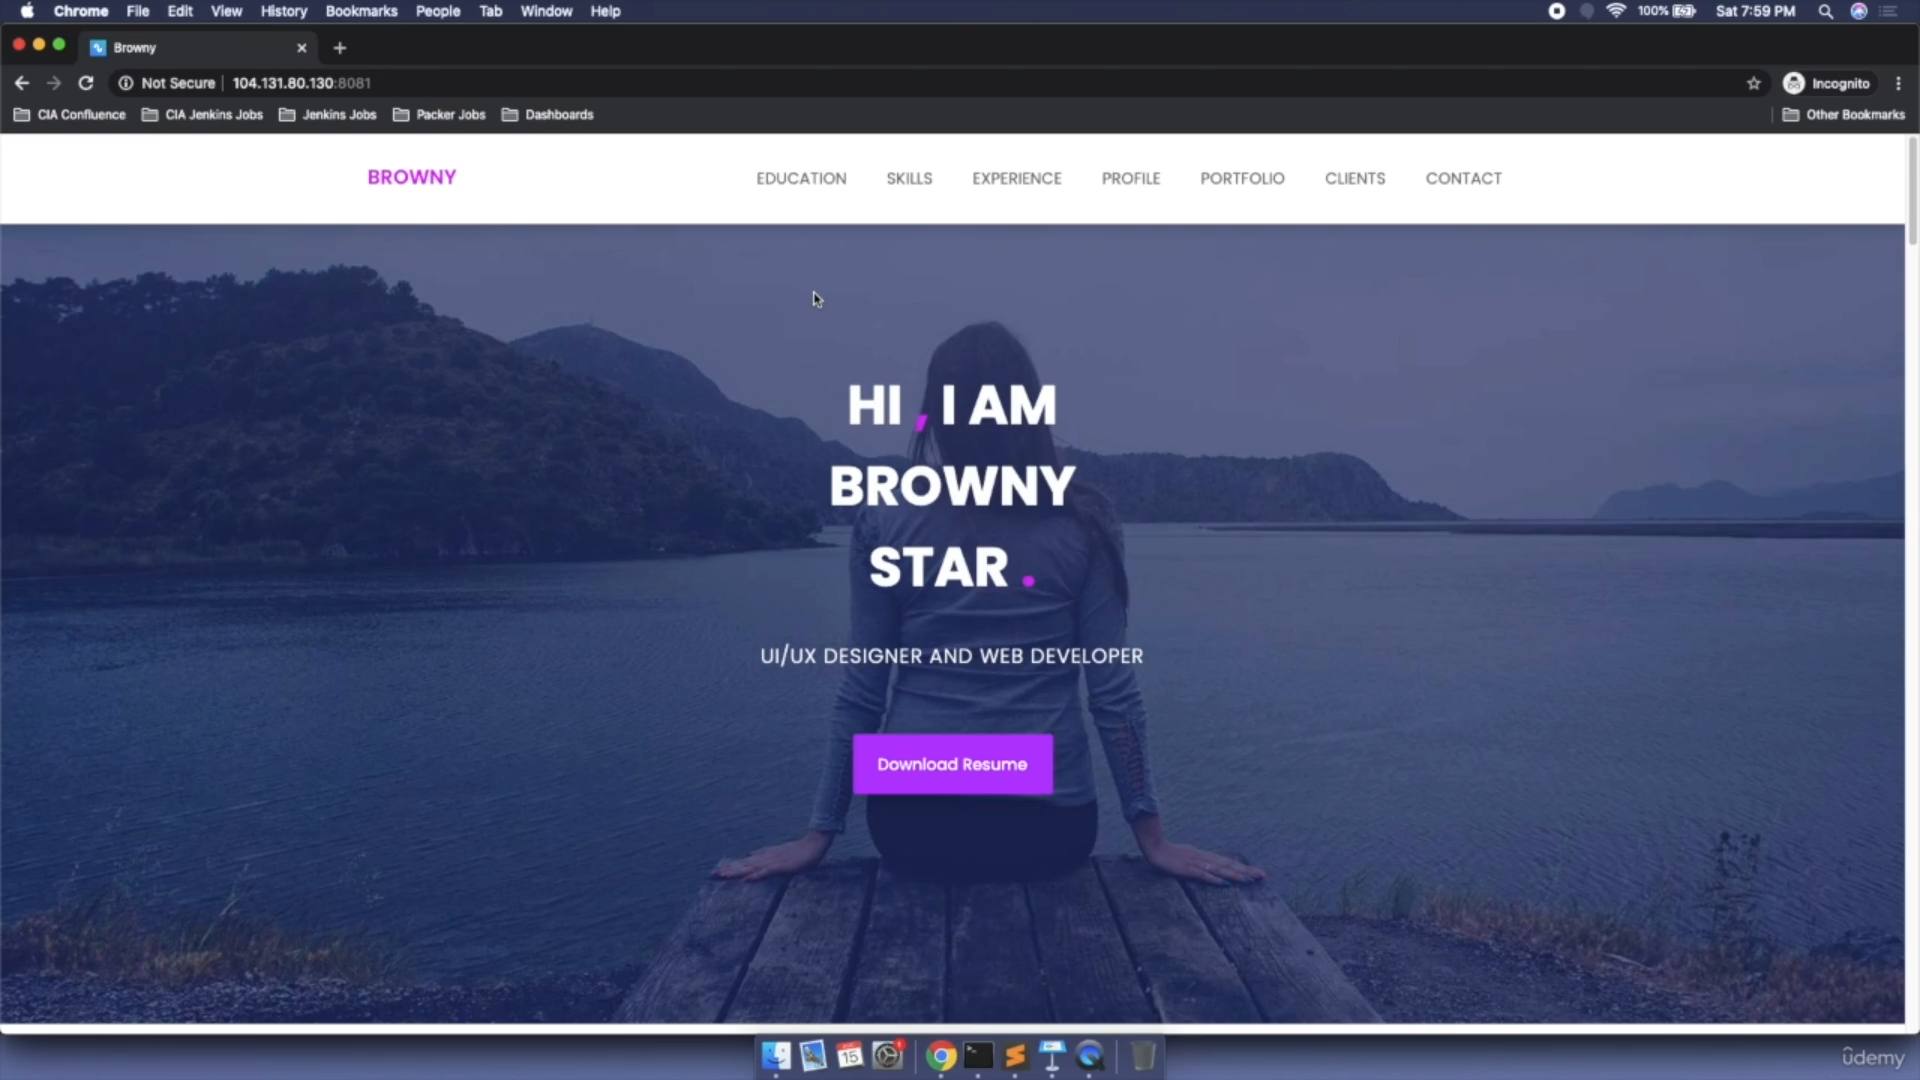 Chrome File Edit View History Bookmarks People Tab Window Help 100% Sat 7:59 PM
Browny
Not Secure 104.131.80.130:8081 Incognito
CIA Confluence CIA Jenkins Jobs Jenkins Jobs Packer Jobs Dashboards Other Bookmarks
BROWNY EDUCATION SKILLS EXPERIENCE PROFILE PORTFOLIO CLIENTS CONTACT
HI , I AM
BROWNY
STAR .
UI/UX DESIGNER AND WEB DEVELOPER
Download Resume
15
udemy